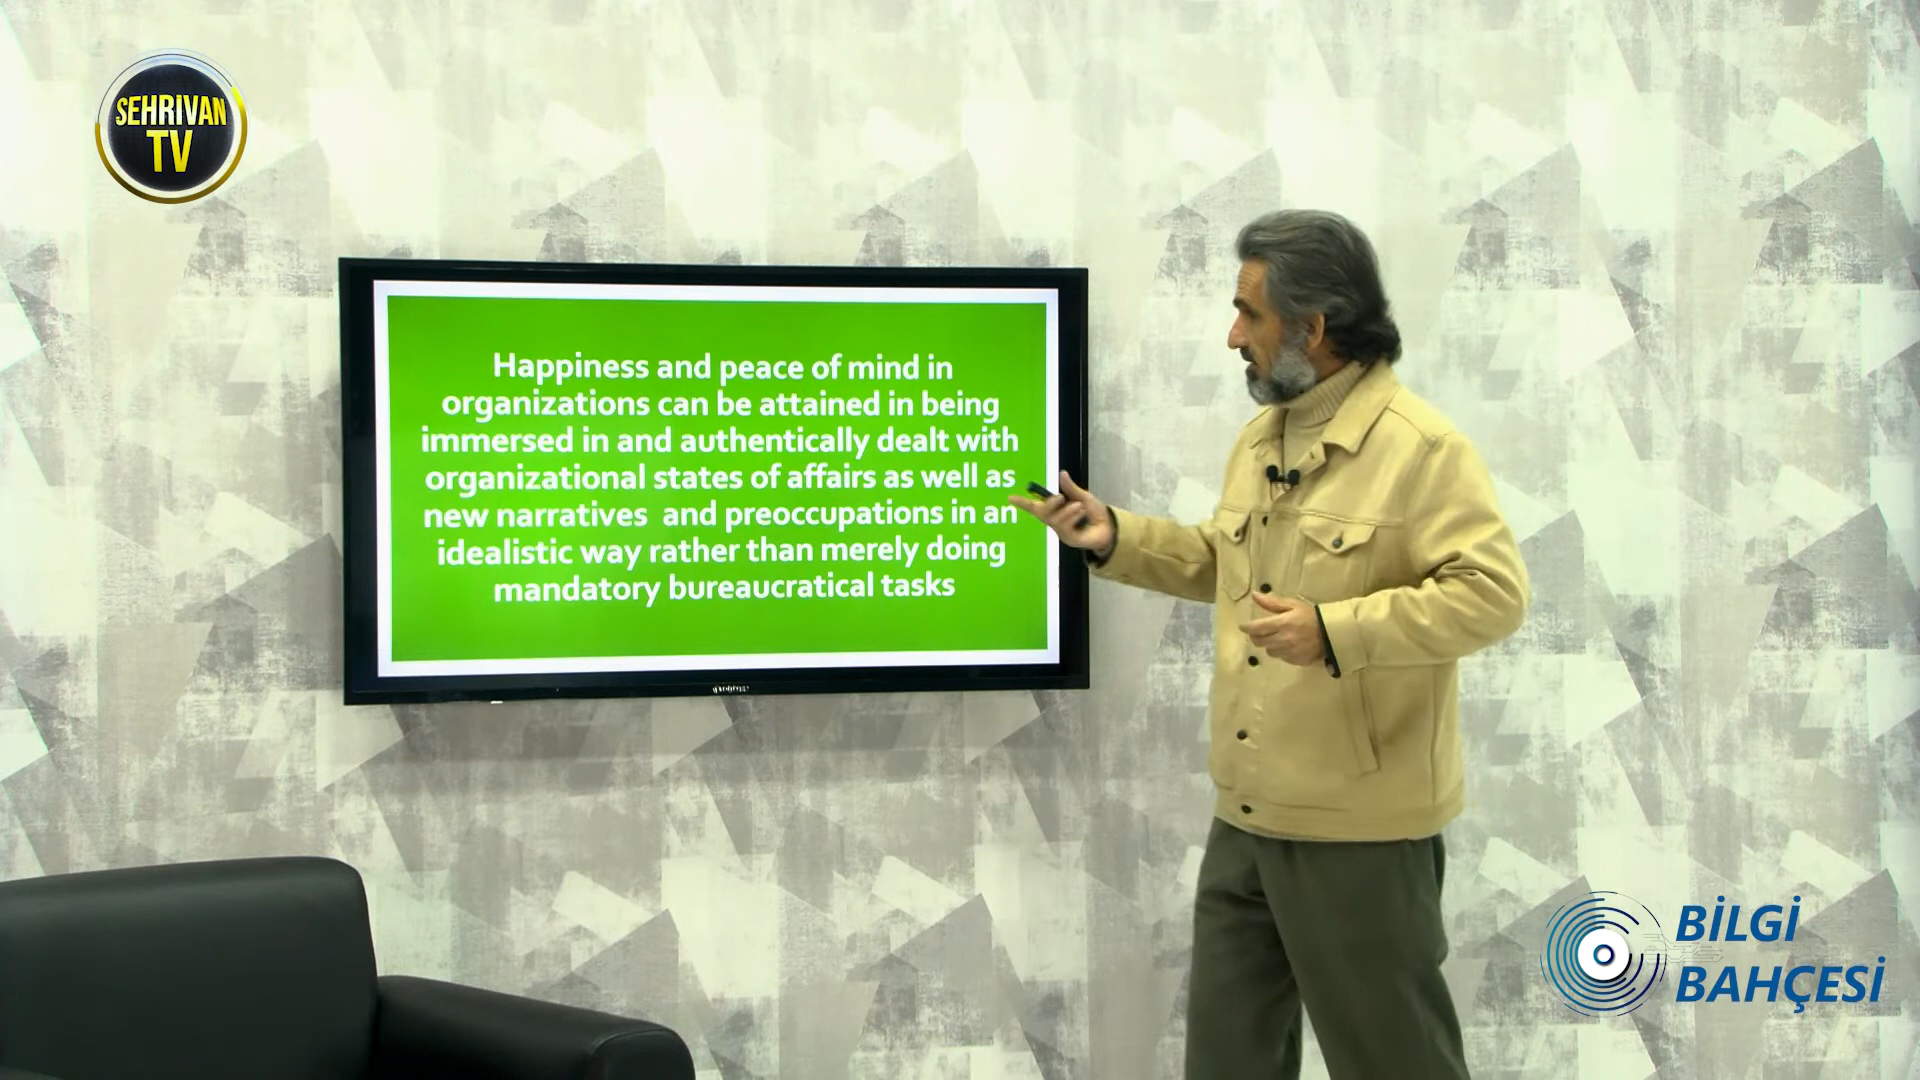 SEHRIVAN
TV
Happiness and peace of mind in
organizations can be attained in being
immersed in and authentically dealt with
organizational states of affairs as well as
new narratives  and preoccupations in an
idealistic way rather than merely doing
mandatory bureaucratical tasks
BİLGİ
BAHÇESİ